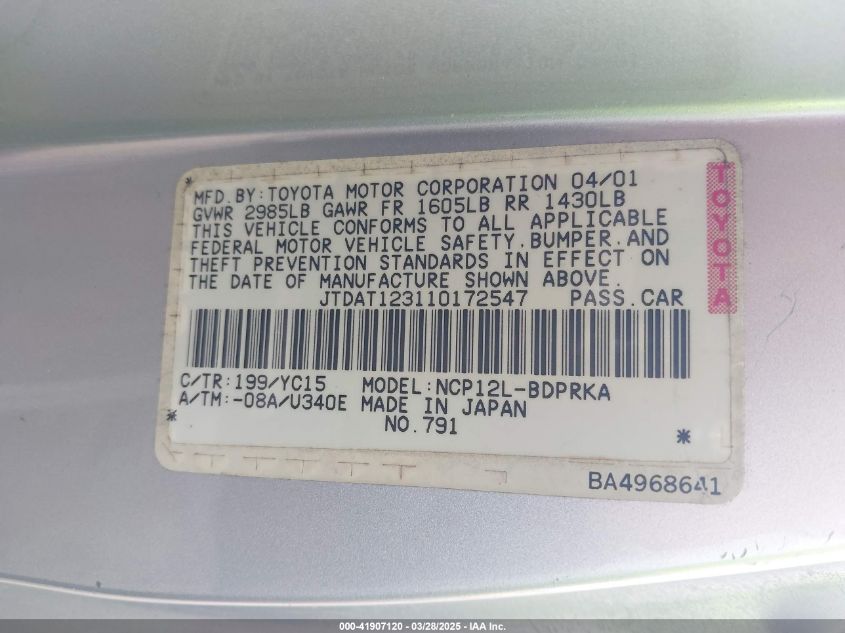 MFD.BY:TOYOTA MOTOR CORPORATION 04/01
GVWR 2985LB GAWR FR 1605LB RR 1430LB
THIS VEHICLE CONFORMS TO ALL APPLICABLE
FEDERAL MOTOR VEHICLE SAFETY,BUMPER,AND
THEFT PREVENTION STANDARDS IN EFFECT ON
THE DATE OF MANUFACTURE SHOWN ABOVE.
JTDAT123110172547 PASS.CAR
TOYOTA
C/TR:199/YC15 MODEL:NCP12L-BDPRKA
A/TM:-08A/U340E MADE IN JAPAN
NO.791
BA4968641
000-41907120 - 03/28/2025 - IAA Inc.